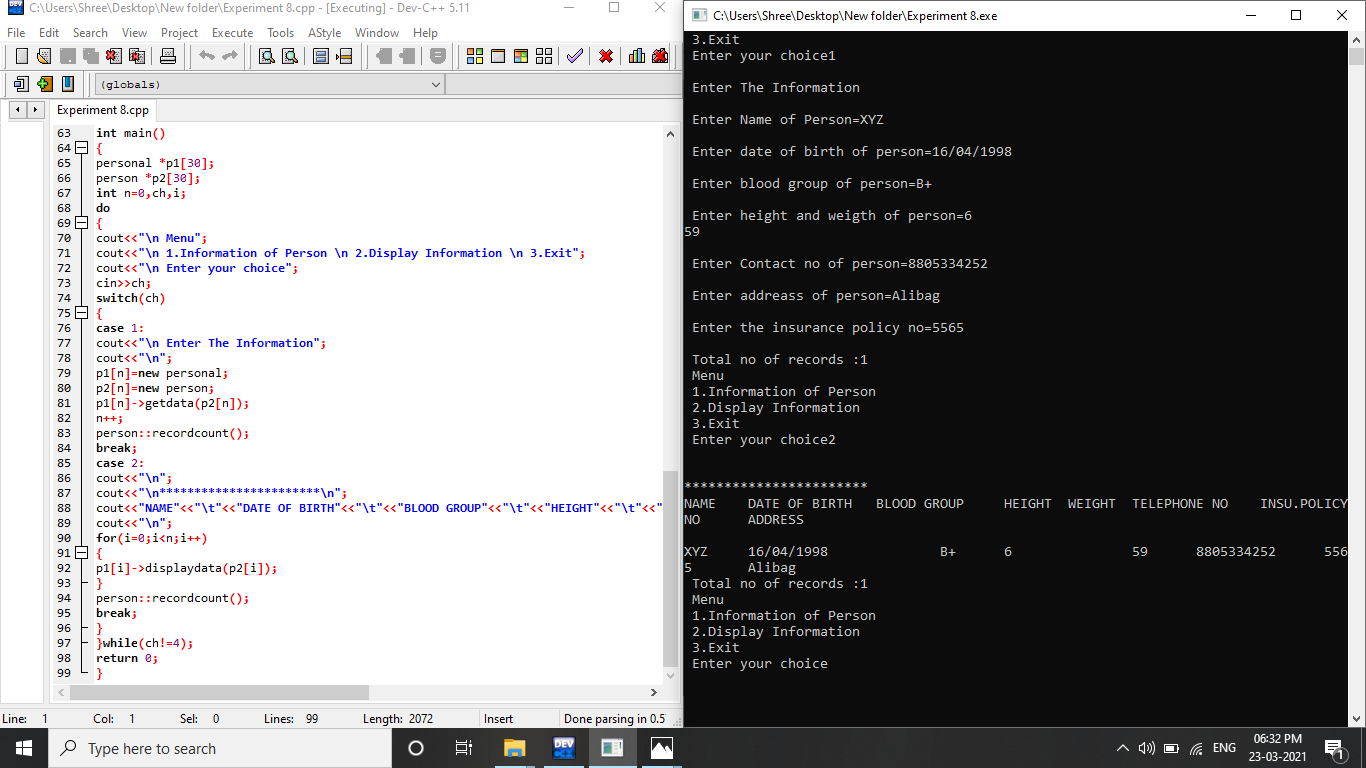 C:\Users\Shree\Desktop\New folder\Experiment 8.cpp - [Executing] - Dev-C++ 5.11
File Edit Search View Project Execute Tools AStyle Window Help
(globals)
Experiment 8.cpp
63 int main()
64 {
65 personal *p1[30];
66 person *p2[30];
67 int n=0,ch,i;
68 do
69 {
70 cout<<"\n Menu";
71 cout<<"\n 1.Information of Person \n 2.Display Information \n 3.Exit";
72 cout<<"\n Enter your choice";
73 cin>>ch;
74 switch(ch)
75 {
76 case 1:
77 cout<<"\n Enter The Information";
78 cout<<"\n";
79 p1[n]=new personal;
80 p2[n]=new person;
81 p1[n]->getdata(p2[n]);
82 n++;
83 person::recordcount();
84 break;
85 case 2:
86 cout<<"\n";
87 cout<<"\n***********************\n";
88 cout<<"NAME"<<"\t"<<"DATE OF BIRTH"<<"\t"<<"BLOOD GROUP"<<"\t"<<"HEIGHT"<<"\t"<<"
89 cout<<"\n";
90 for(i=0;i<n;i++)
91 {
92 p1[i]->displaydata(p2[i]);
93 }
94 person::recordcount();
95 break;
96 }
97 }while(ch!=4);
98 return 0;
99 }
Line: 1 Col: 1 Sel: 0 Lines: 99 Length: 2072 Insert Done parsing in 0.5
C:\Users\Shree\Desktop\New folder\Experiment 8.exe
3.Exit
Enter your choice1
Enter The Information
Enter Name of Person=XYZ
Enter date of birth of person=16/04/1998
Enter blood group of person=B+
Enter height and weigth of person=6
59
Enter Contact no of person=8805334252
Enter addreass of person=Alibag
Enter the insurance policy no=5565
Total no of records :1
Menu
1.Information of Person
2.Display Information
3.Exit
Enter your choice2
***********************
NAME DATE OF BIRTH BLOOD GROUP HEIGHT WEIGHT TELEPHONE NO INSU.POLICY
NO ADDRESS
XYZ 16/04/1998 B+ 6 59 8805334252 556
5 Alibag
Total no of records :1
Menu
1.Information of Person
2.Display Information
3.Exit
Enter your choice
Type here to search
DEV
ENG
06:32 PM
23-03-2021
1